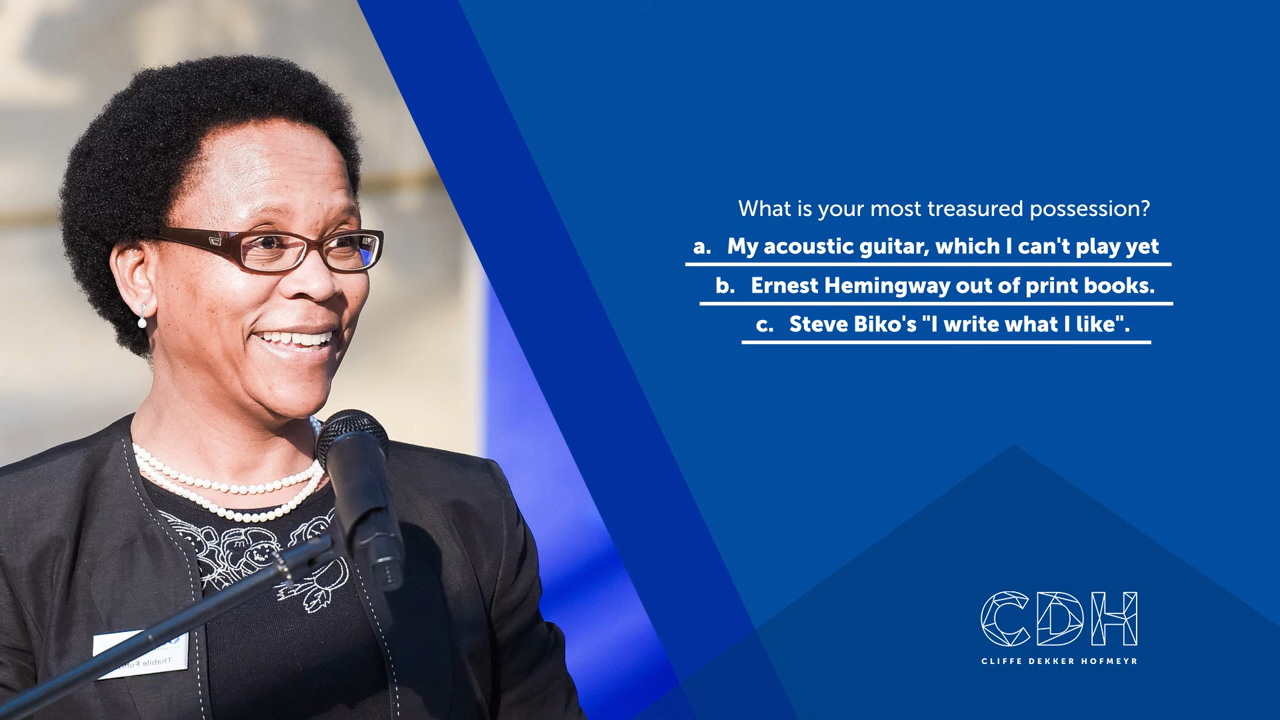 What is your most treasured possession?
a. My acoustic guitar, which I can't play yet
b. Ernest Hemingway out of print books.
c. Steve Biko's "I write what I like".
CDH
CLIFFE DEKKER HOFMEYR
Thabile